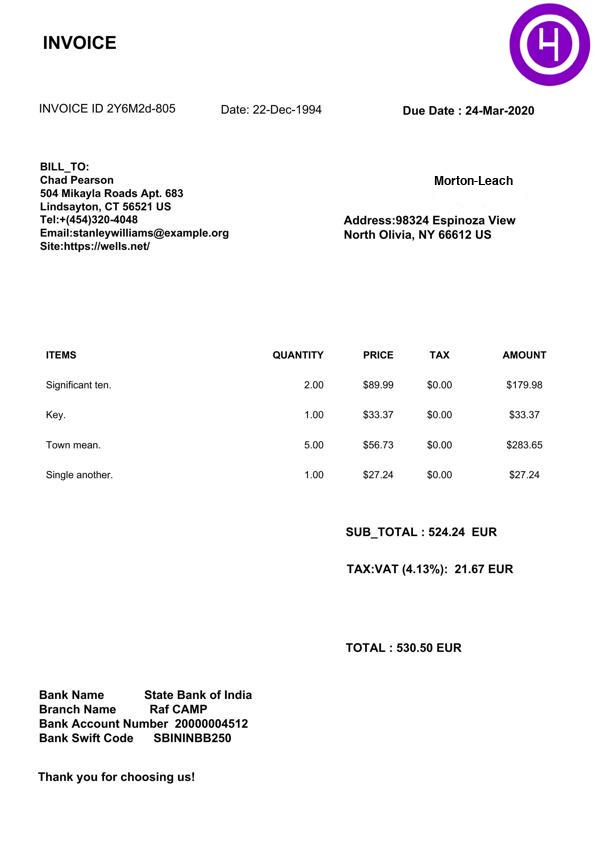 INVOICE
INVOICE ID 2Y6M2d-805 Date: 22-Dec-1994 Due Date : 24-Mar-2020
BILL_TO:
Chad Pearson
504 Mikayla Roads Apt. 683
Lindsayton, CT 56521 US
Tel:+(454)320-4048
Email:stanleywilliams@example.org
Site:https://wells.net/
Morton-Leach
Address:98324 Espinoza View
North Olivia, NY 66612 US
ITEMS QUANTITY PRICE TAX AMOUNT
Significant ten. 2.00 $89.99 $0.00 $179.98
Key. 1.00 $33.37 $0.00 $33.37
Town mean. 5.00 $56.73 $0.00 $283.65
Single another. 1.00 $27.24 $0.00 $27.24
SUB_TOTAL : 524.24 EUR
TAX:VAT (4.13%): 21.67 EUR
TOTAL : 530.50 EUR
Bank Name State Bank of India
Branch Name Raf CAMP
Bank Account Number 20000004512
Bank Swift Code SBININBB250
Thank you for choosing us!